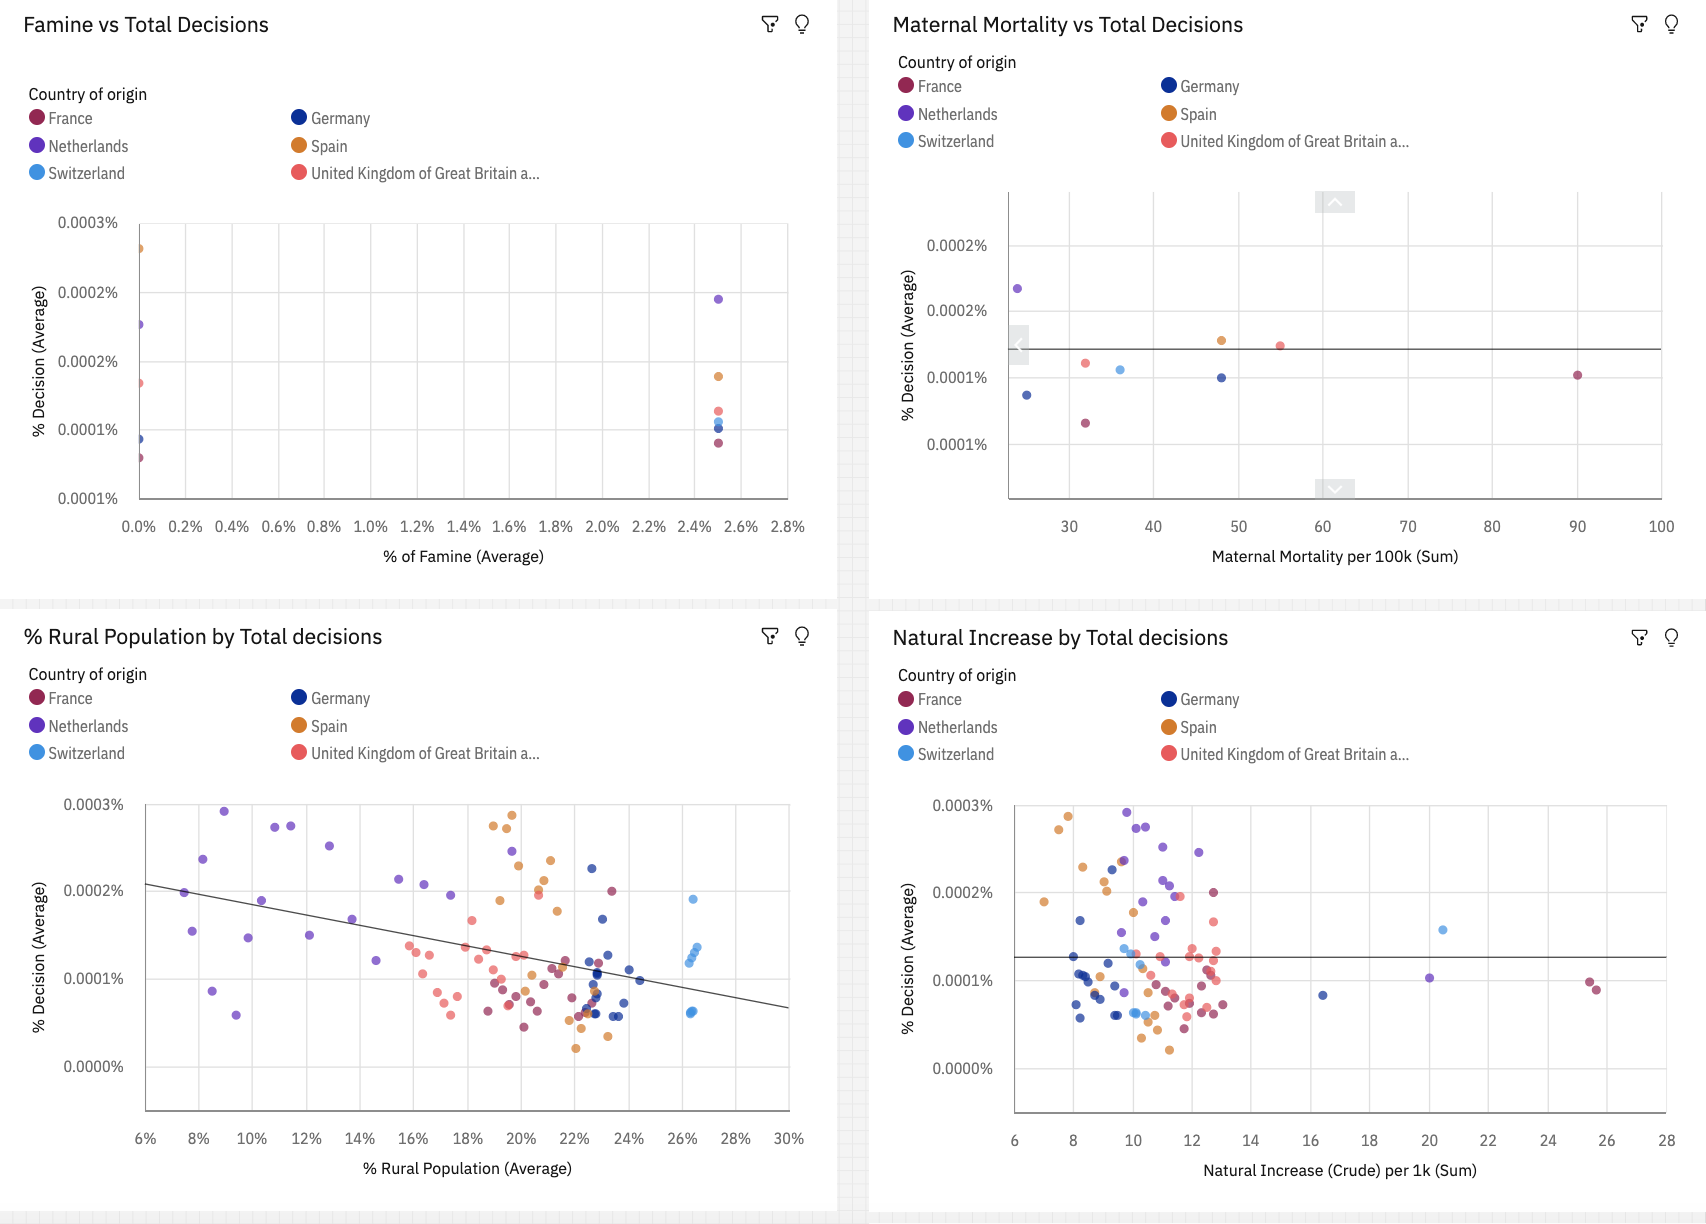 Famine vs Total Decisions
Country of origin
France
Germany
Netherlands
Spain
Switzerland
United Kingdom of Great Britain a...
0.0003%
0.0002%
0.0002%
0.0001%
0.0001%
% Decision (Average)
0.0% 0.2% 0.4% 0.6% 0.8% 1.0% 1.2% 1.4% 1.6% 1.8% 2.0% 2.2% 2.4% 2.6% 2.8%
% of Famine (Average)
Maternal Mortality vs Total Decisions
Country of origin
France
Germany
Netherlands
Spain
Switzerland
United Kingdom of Great Britain a...
0.0002%
0.0002%
0.0001%
0.0001%
% Decision (Average)
30 40 50 60 70 80 90 100
Maternal Mortality per 100k (Sum)
% Rural Population by Total decisions
Country of origin
France
Germany
Netherlands
Spain
Switzerland
United Kingdom of Great Britain a...
0.0003%
0.0002%
0.0001%
0.0000%
% Decision (Average)
6% 8% 10% 12% 14% 16% 18% 20% 22% 24% 26% 28% 30%
% Rural Population (Average)
Natural Increase by Total decisions
Country of origin
France
Germany
Netherlands
Spain
Switzerland
United Kingdom of Great Britain a...
0.0003%
0.0002%
0.0001%
0.0000%
% Decision (Average)
6 8 10 12 14 16 18 20 22 24 26 28
Natural Increase (Crude) per 1k (Sum)